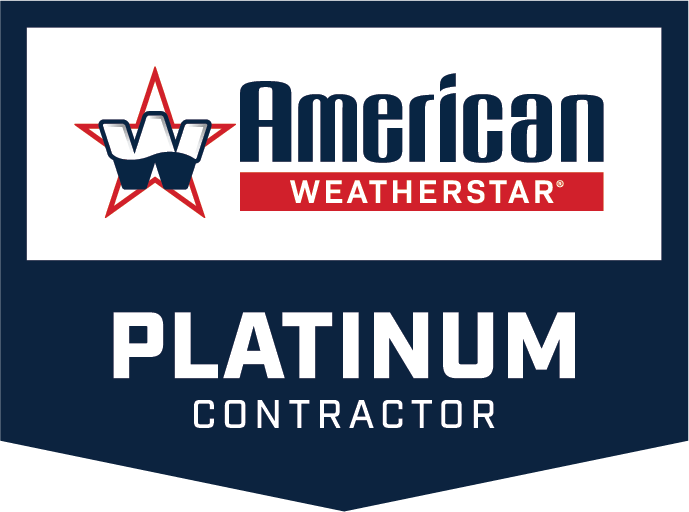 W
American
WEATHERSTAR®
PLATINUM
CONTRACTOR